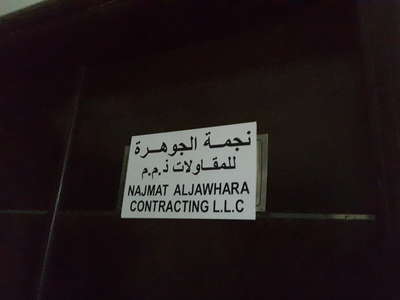 نجمة الجوهرة
للمقاولات ذ.م.م
NAJMAT ALJAWHARA
CONTRACTING L.L.C